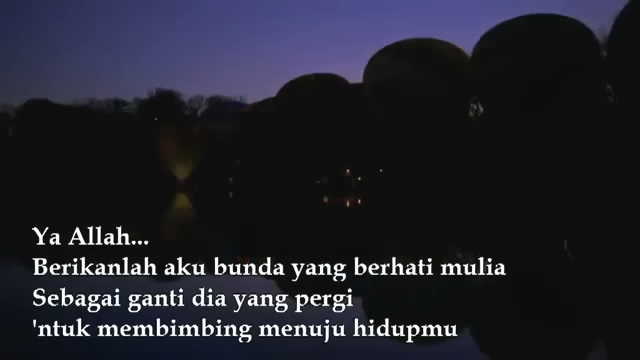 Ya Allah...
Berikanlah aku bunda yang berhati mulia
Sebagai ganti dia yang pergi
'ntuk membimbing menuju hidupmu